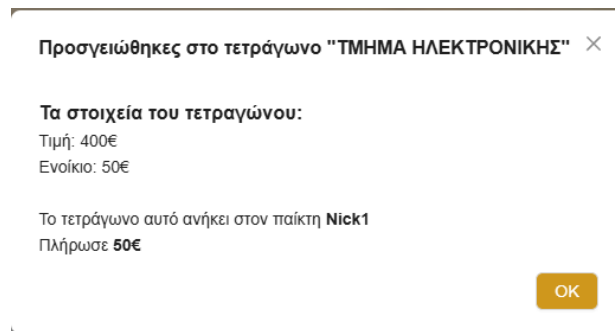 Προσγειώθηκες στο τετράγωνο "ΤΜΗΜΑ ΗΛΕΚΤΡΟΝΙΚΗΣ"
Τα στοιχεία του τετραγώνου:
Τιμή: 400€
Ενοίκιο: 50€
Το τετράγωνο αυτό ανήκει στον παίκτη Nick1
Πλήρωσε 50€
OK